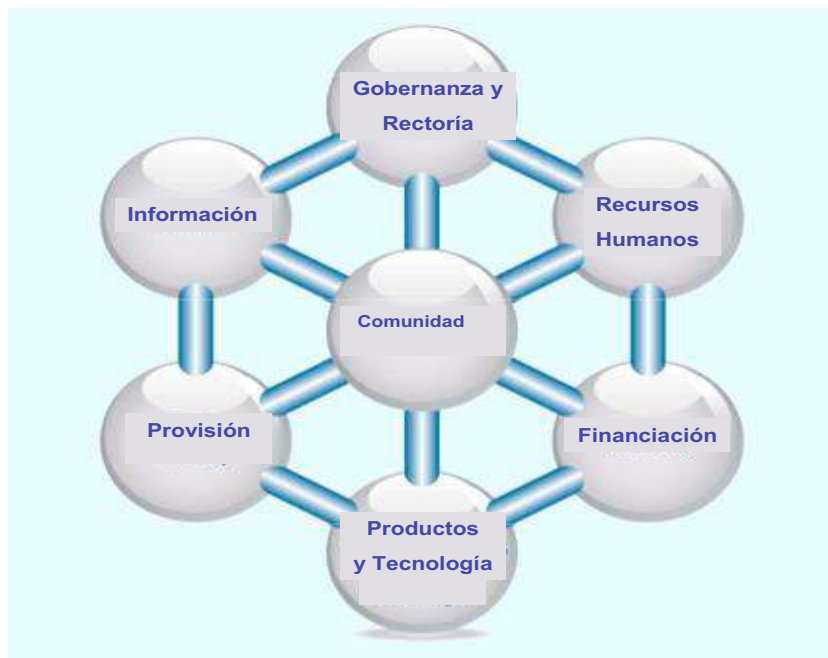 Gobernanza y
Rectoría
Información
Recursos
Humanos
Comunidad
Provisión
Financiación
Productos
y Tecnología